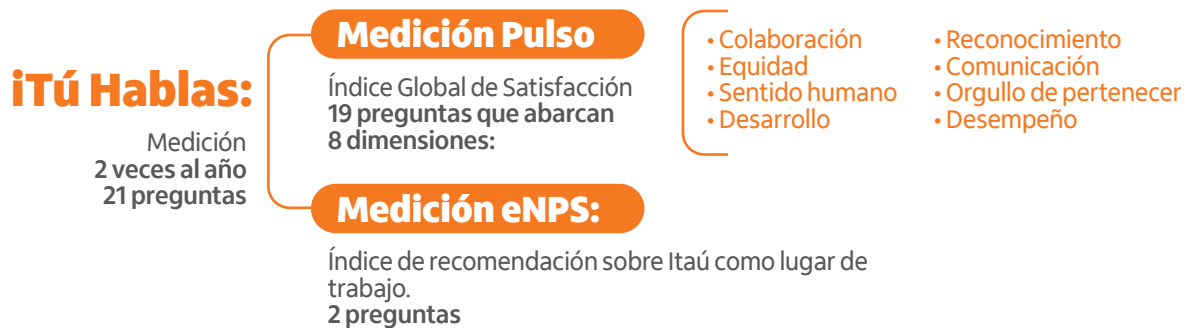 iTú Hablas:
Medición
2 veces al año
21 preguntas
Medición Pulso
Índice Global de Satisfacción
19 preguntas que abarcan
8 dimensiones:
• Colaboración
• Equidad
• Sentido humano
• Desarrollo
• Reconocimiento
• Comunicación
• Orgullo de pertenecer
• Desempeño
Medición eNPS:
Índice de recomendación sobre Itaú como lugar de
trabajo.
2 preguntas